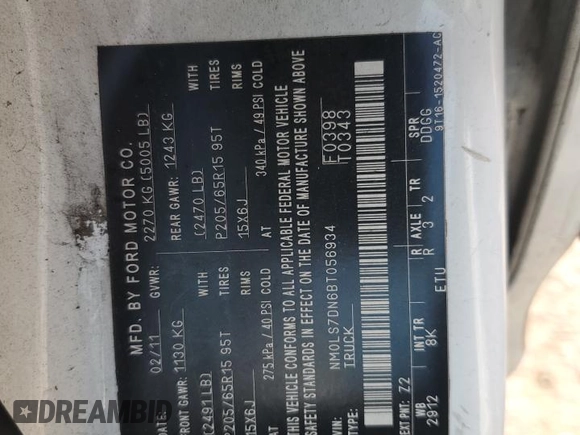 MFD. BY FORD MOTOR CO.
DATE: 02/11 GVWR: 2270 KG (5005 LB)
FRONT GAWR: 1130 KG REAR GAWR: 1243 KG
(2491 LB) WITH (2470 LB) WITH
P205/65R15 95T TIRES P205/65R15 95T TIRES
15X6J RIMS 15X6J RIMS
AT 275 kPa / 40 PSI COLD AT 340 kPa / 49 PSI COLD
THIS VEHICLE CONFORMS TO ALL APPLICABLE FEDERAL MOTOR VEHICLE
SAFETY STANDARDS IN EFFECT ON THE DATE OF MANUFACTURE SHOWN ABOVE
VIN: NM0LS7DN6BT056934 F0398
TYPE: TRUCK T0343
EXT PNT: Z2
WB INT TR R AXLE TR SPR
2912 8K R 3 2 DDGG
ETU 9T16-1520472-AC
DREAMBID